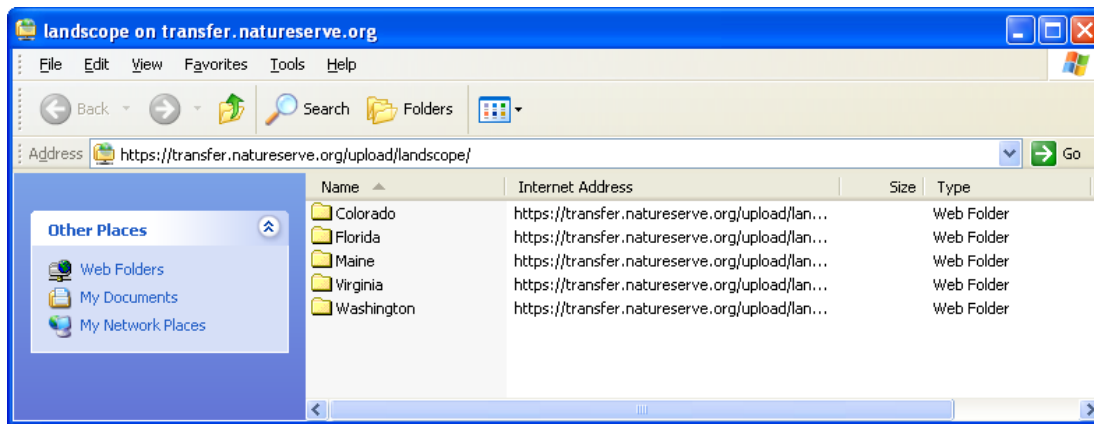 landscope on transfer.natureserve.org
File Edit View Favorites Tools Help
Back Search Folders
Address https://transfer.natureserve.org/upload/landscope/ Go
Name Internet Address Size Type
Other Places
Web Folders
My Documents
My Network Places
Colorado https://transfer.natureserve.org/upload/lan... Web Folder
Florida https://transfer.natureserve.org/upload/lan... Web Folder
Maine https://transfer.natureserve.org/upload/lan... Web Folder
Virginia https://transfer.natureserve.org/upload/lan... Web Folder
Washington https://transfer.natureserve.org/upload/lan... Web Folder